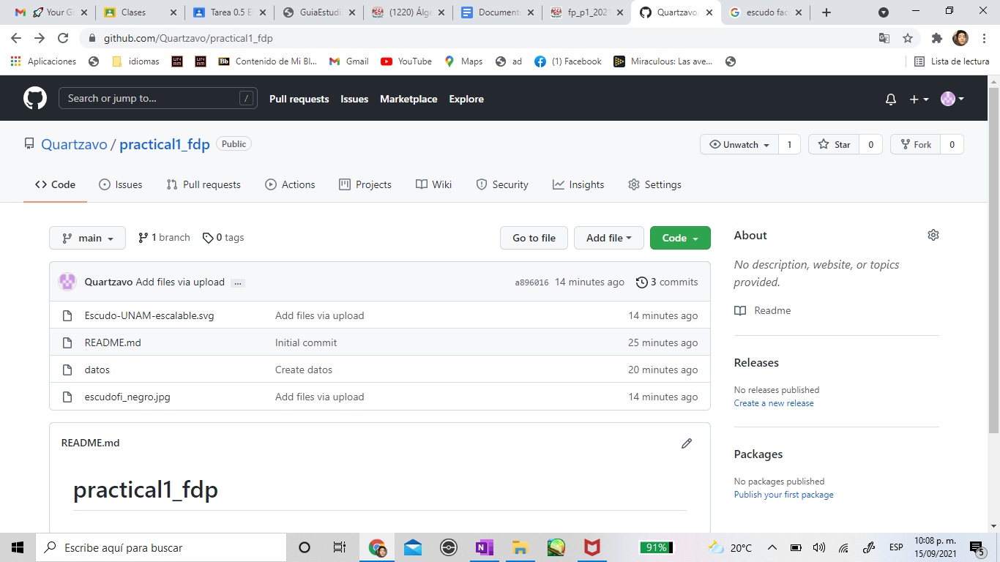 Your Gi
Clases
Tarea 0.5 E
GuiaEstudi
(1220) Álge
Document
fp_p1_2021
Quartzavo/
escudo fac
github.com/Quartzavo/practical1_fdp
Aplicaciones
idiomas
UNAM
UNAM
Bb
Contenido de Mi Bl...
Gmail
YouTube
Maps
ad
(1) Facebook
Miraculous: Las ave...
Lista de lectura
Search or jump to...
/
Pull requests
Issues
Marketplace
Explore
Quartzavo / practical1_fdp
Public
Unwatch
1
Star
0
Fork
0
Code
Issues
Pull requests
Actions
Projects
Wiki
Security
Insights
Settings
main
1 branch
0 tags
Go to file
Add file
Code
Quartzavo Add files via upload ...
a896016 14 minutes ago
3 commits
Escudo-UNAM-escalable.svg
Add files via upload
14 minutes ago
README.md
Initial commit
25 minutes ago
datos
Create datos
20 minutes ago
escudofi_negro.jpg
Add files via upload
14 minutes ago
README.md
practical1_fdp
About
No description, website, or topics
provided.
Readme
Releases
No releases published
Create a new release
Packages
No packages published
Publish your first package
Escribe aquí para buscar
91%
20°C
ESP
10:08 p. m.
15/09/2021
5